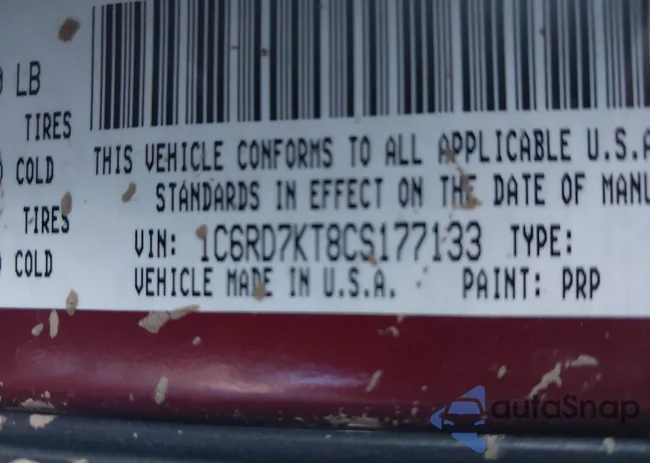 LB
TIRES
COLD
THIS VEHICLE CONFORMS TO ALL APPLICABLE U.S.A
STANDARDS IN EFFECT ON THE DATE OF MANU
TIRES
VIN: 1C6RD7KT8CS177133 TYPE:
COLD
VEHICLE MADE IN U.S.A. PAINT: PRP
autoSnap